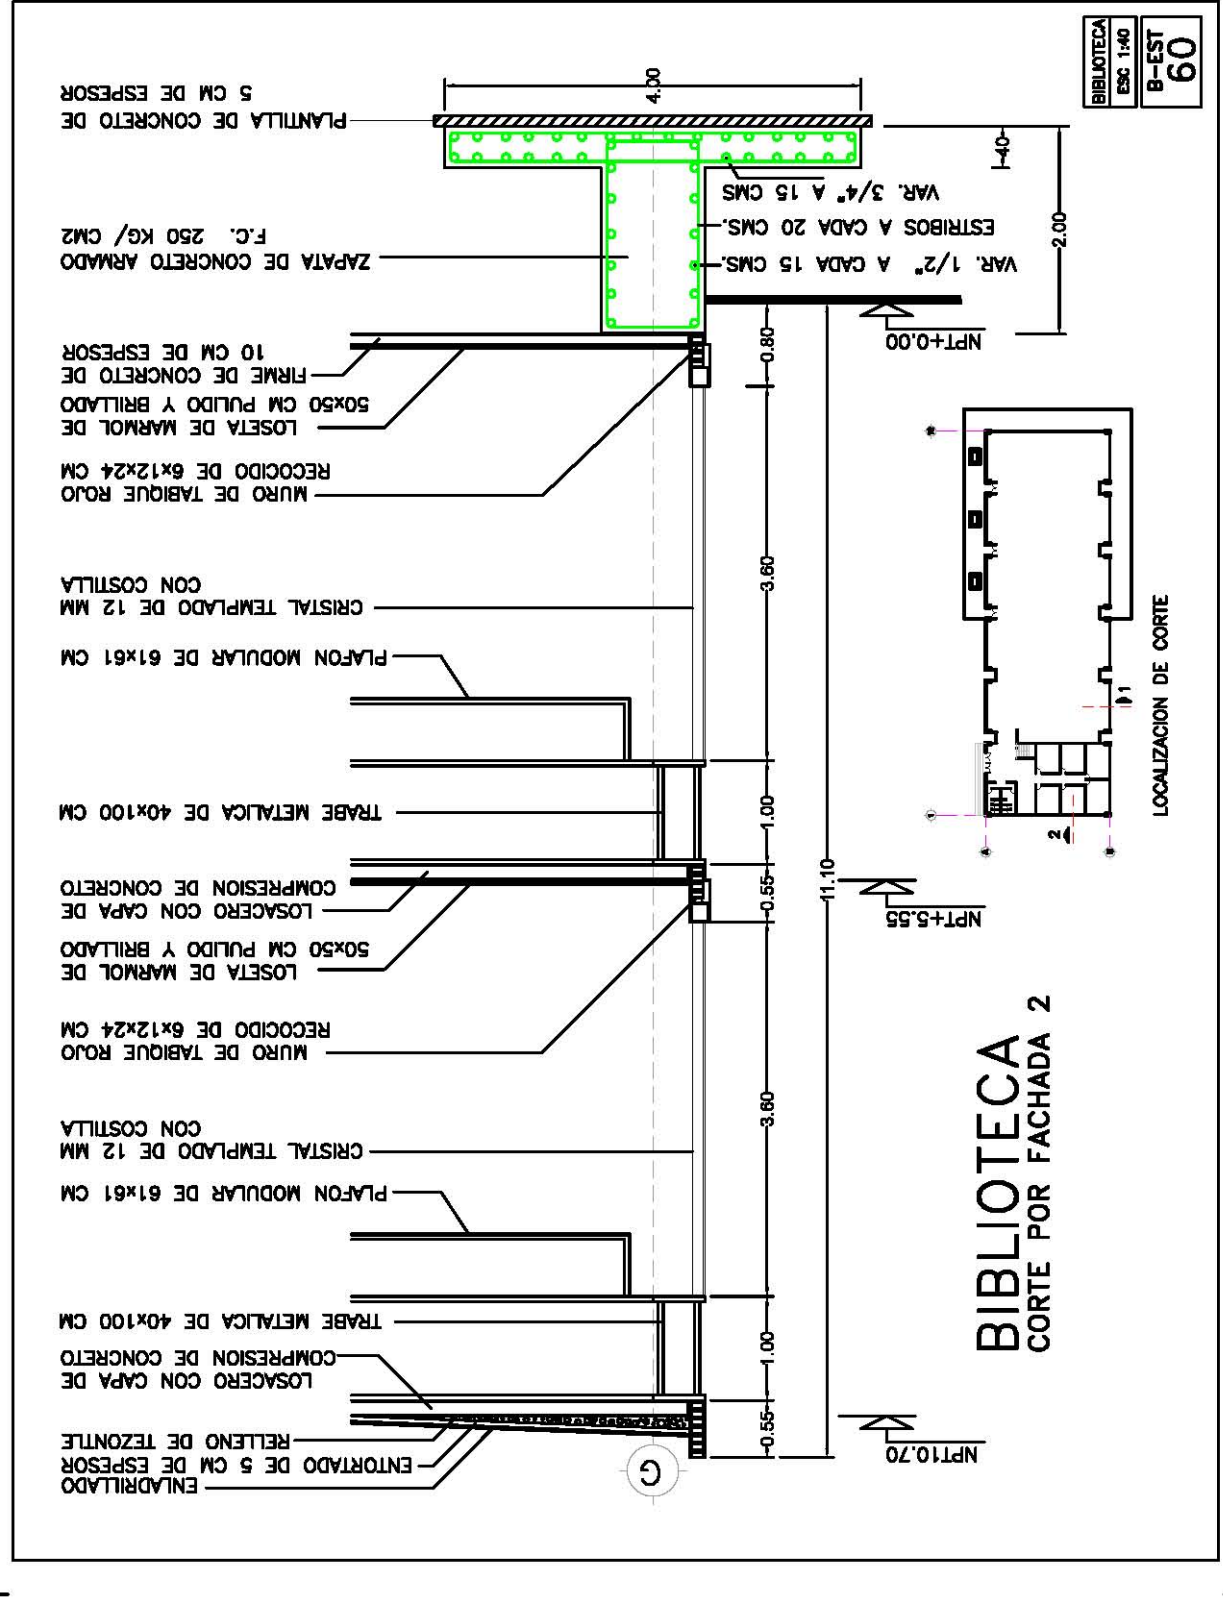 ENLADRILLADO
ENTORTADO DE 5 CM DE ESPESOR
RELLENO DE TEZONTLE
LOSACERO CON CAPA DE
COMPRESION DE CONCRETO
TRABE METALICA DE 40x100 CM
PLAFON MODULAR DE 61x61 CM
CRISTAL TEMPLADO DE 12 MM
CON COSTILLA
MURO DE TABIQUE ROJO
RECOCIDO DE 6x12x24 CM
LOSETA DE MARMOL DE
50x50 CM PULIDO Y BRILLADO
LOSACERO CON CAPA DE
COMPRESION DE CONCRETO
TRABE METALICA DE 40x100 CM
PLAFON MODULAR DE 61x61 CM
CRISTAL TEMPLADO DE 12 MM
CON COSTILLA
MURO DE TABIQUE ROJO
RECOCIDO DE 6x12x24 CM
LOSETA DE MARMOL DE
50x50 CM PULIDO Y BRILLADO
FIRME DE CONCRETO DE
10 CM DE ESPESOR
ZAPATA DE CONCRETO ARMADO
F.C. 250 KG/ CM2
PLANTILLA DE CONCRETO DE
5 CM DE ESPESOR
G
0.55
1.00
3.60
0.55
1.00
3.60
0.80
11.10
NPT10.70
NPT+5.55
NPT+0.00
VAR. 1/2" A CADA 15 CMS.
ESTRIBOS A CADA 20 CMS.
VAR. 3/4" A 15 CMS
2.00
.40
4.00
BIBLIOTECA
CORTE POR FACHADA 2
LOCALIZACION DE CORTE
A
1
2
BIBLIOTECA
ESC 1:40
B-EST
60